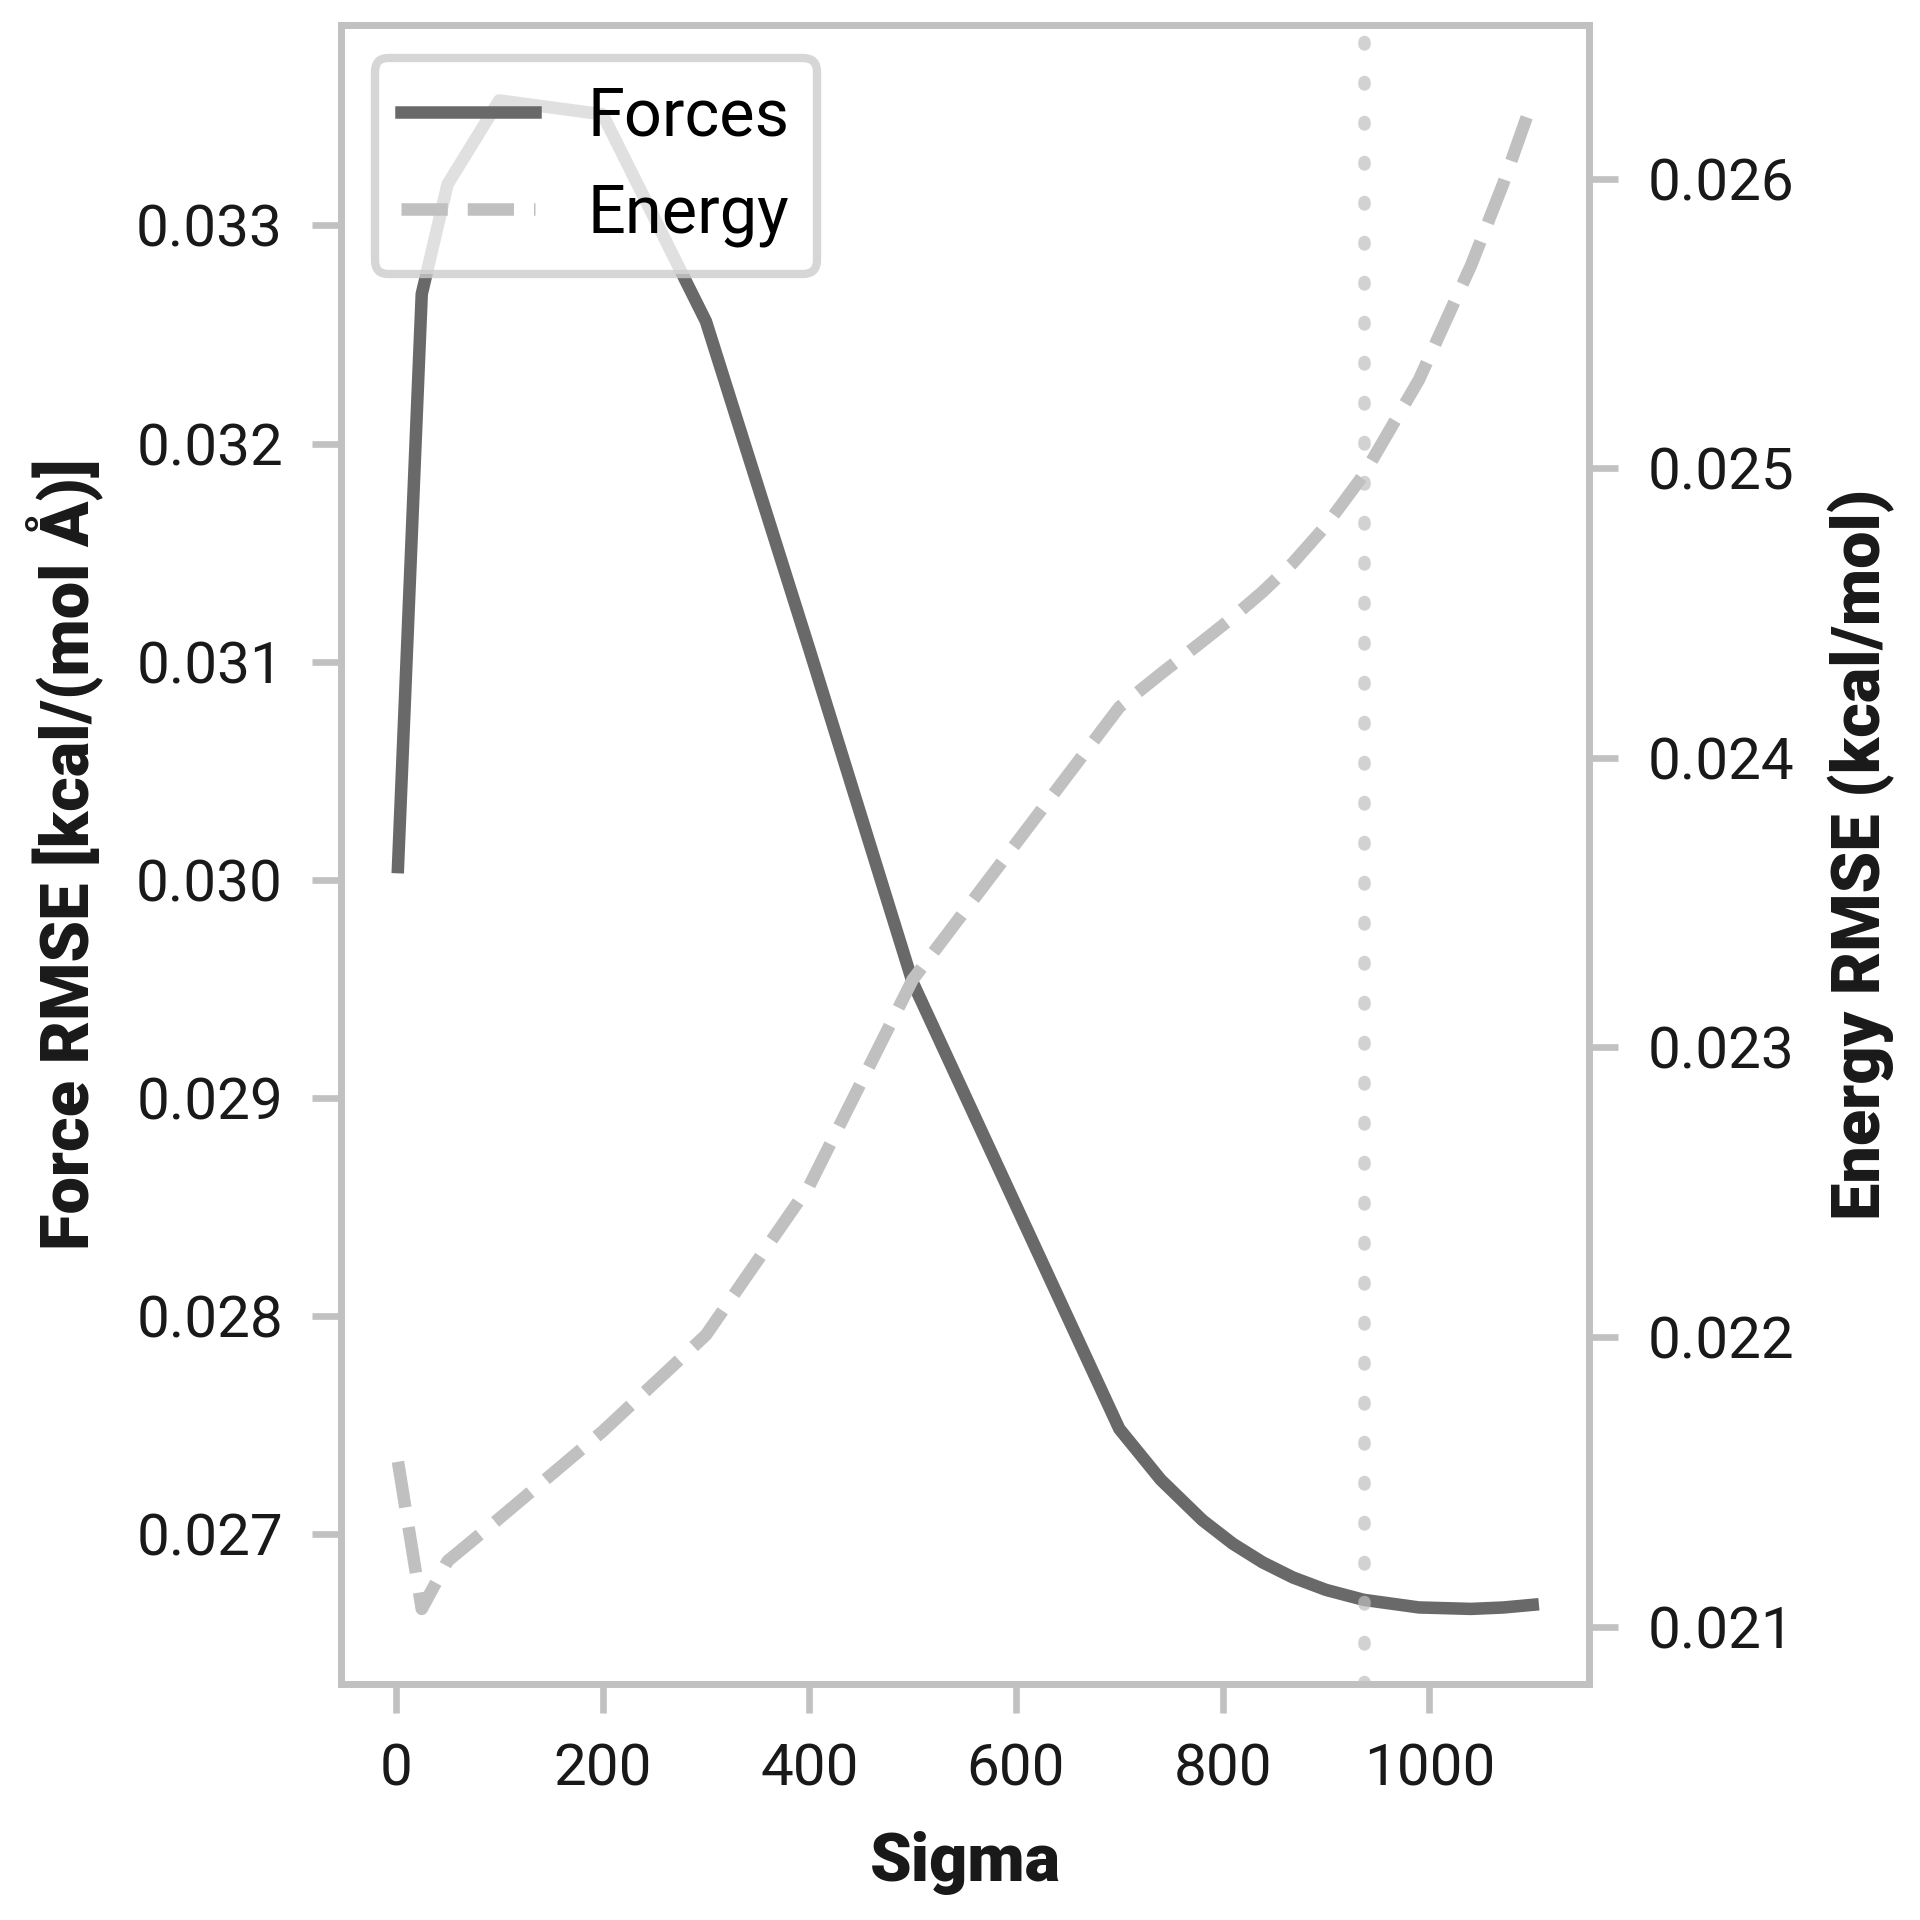 Forces
Energy
0.033
0.032
0.031
0.030
0.029
0.028
0.027
Force RMSE [kcal/(mol Å)]
0.026
0.025
0.024
0.023
0.022
0.021
Energy RMSE (kcal/mol)
0 200 400 600 800 1000
Sigma